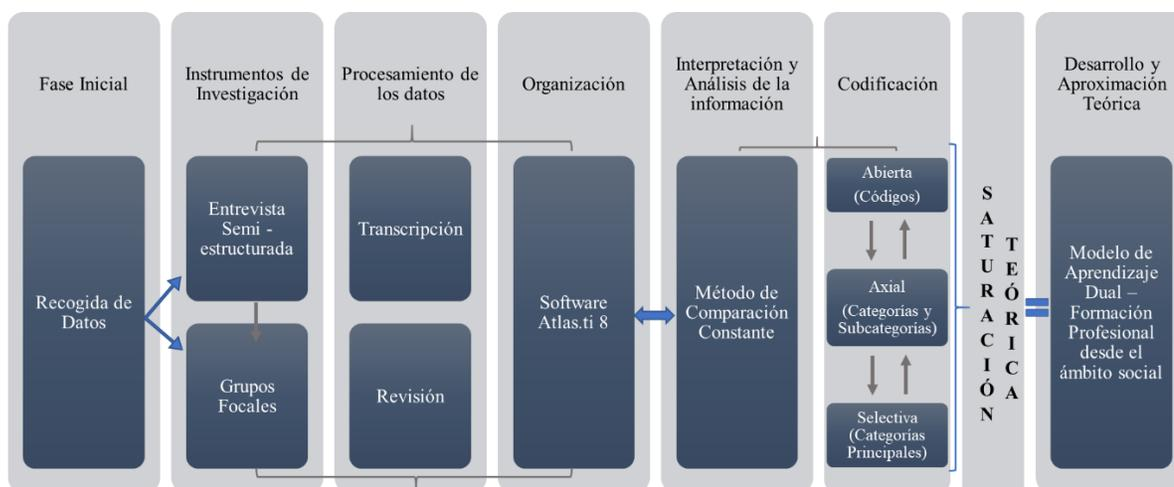 Fase Inicial
Recogida de
Datos
Instrumentos de
Investigación
Entrevista
Semi -
estructurada
Grupos
Focales
Procesamiento de
los datos
Transcripción
Revisión
Organización
Software
Atlas.ti 8
Interpretación y
Análisis de la
información
Método de
Comparación
Constante
Codificación
Abierta
(Códigos)
Axial
(Categorías y
Subcategorías)
Selectiva
(Categorías
Principales)
SATURACIÓN
TEÓRICA
Desarrollo y
Aproximación
Teórica
Modelo de
Aprendizaje
Dual –
Formación
Profesional
desde el
ámbito social